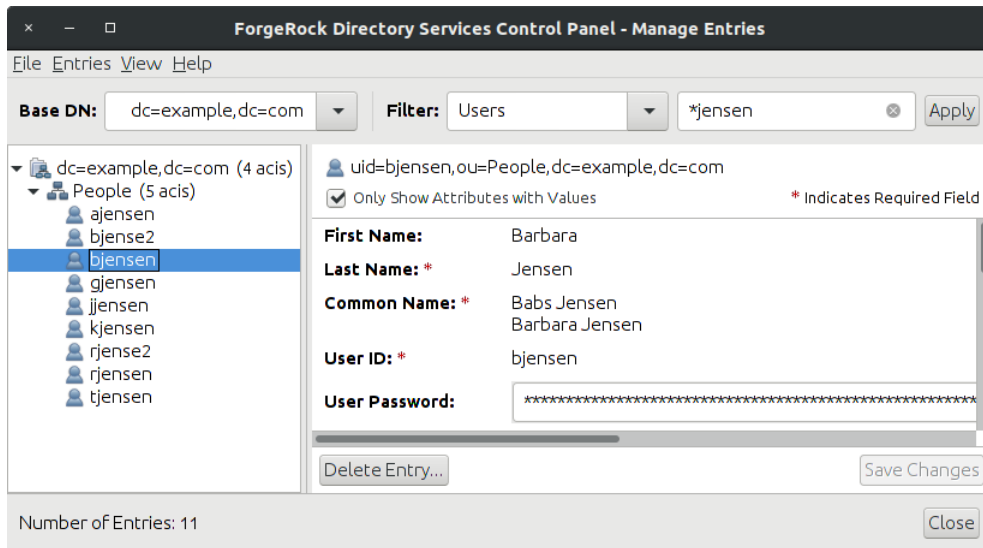 ForgeRock Directory Services Control Panel - Manage Entries
File Entries View Help
Base DN: dc=example,dc=com Filter: Users *jensen Apply
dc=example,dc=com (4 acis)
People (5 acis)
ajensen
bjense2
bjensen
gjensen
jjensen
kjensen
rjense2
rjensen
tjensen
uid=bjensen,ou=People,dc=example,dc=com
Only Show Attributes with Values * Indicates Required Field
First Name: Barbara
Last Name: * Jensen
Common Name: * Babs Jensen
Barbara Jensen
User ID: * bjensen
User Password: ******************************************************
Delete Entry... Save Changes
Number of Entries: 11 Close